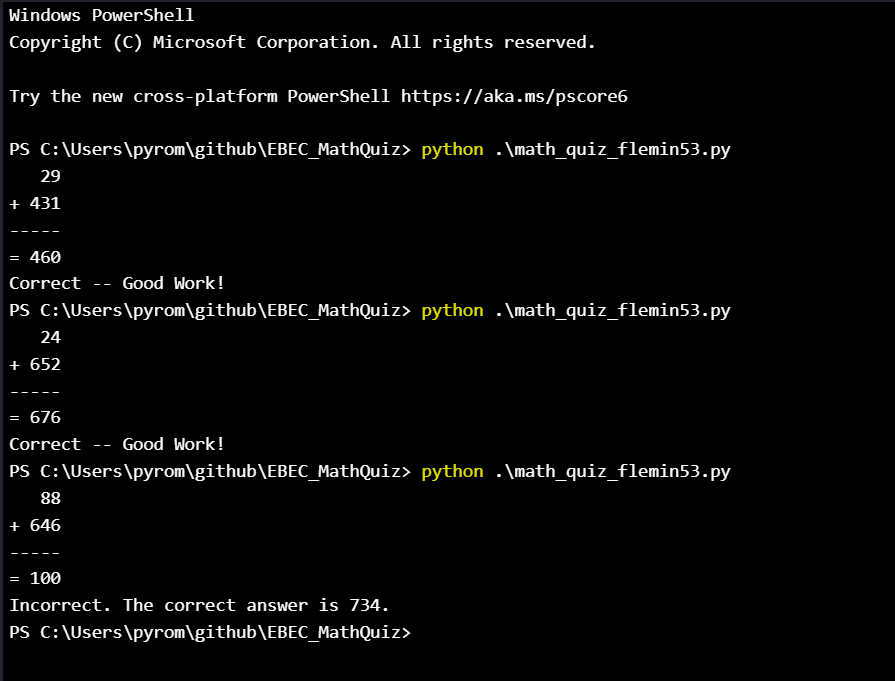 Windows PowerShell
Copyright (C) Microsoft Corporation. All rights reserved.
Try the new cross-platform PowerShell https://aka.ms/pscore6
PS C:\Users\pyrom\github\EBEC_MathQuiz> python .\math_quiz_flemin53.py
   29
+ 431
-----
= 460
Correct -- Good Work!
PS C:\Users\pyrom\github\EBEC_MathQuiz> python .\math_quiz_flemin53.py
   24
+ 652
-----
= 676
Correct -- Good Work!
PS C:\Users\pyrom\github\EBEC_MathQuiz> python .\math_quiz_flemin53.py
   88
+ 646
-----
= 100
Incorrect. The correct answer is 734.
PS C:\Users\pyrom\github\EBEC_MathQuiz>